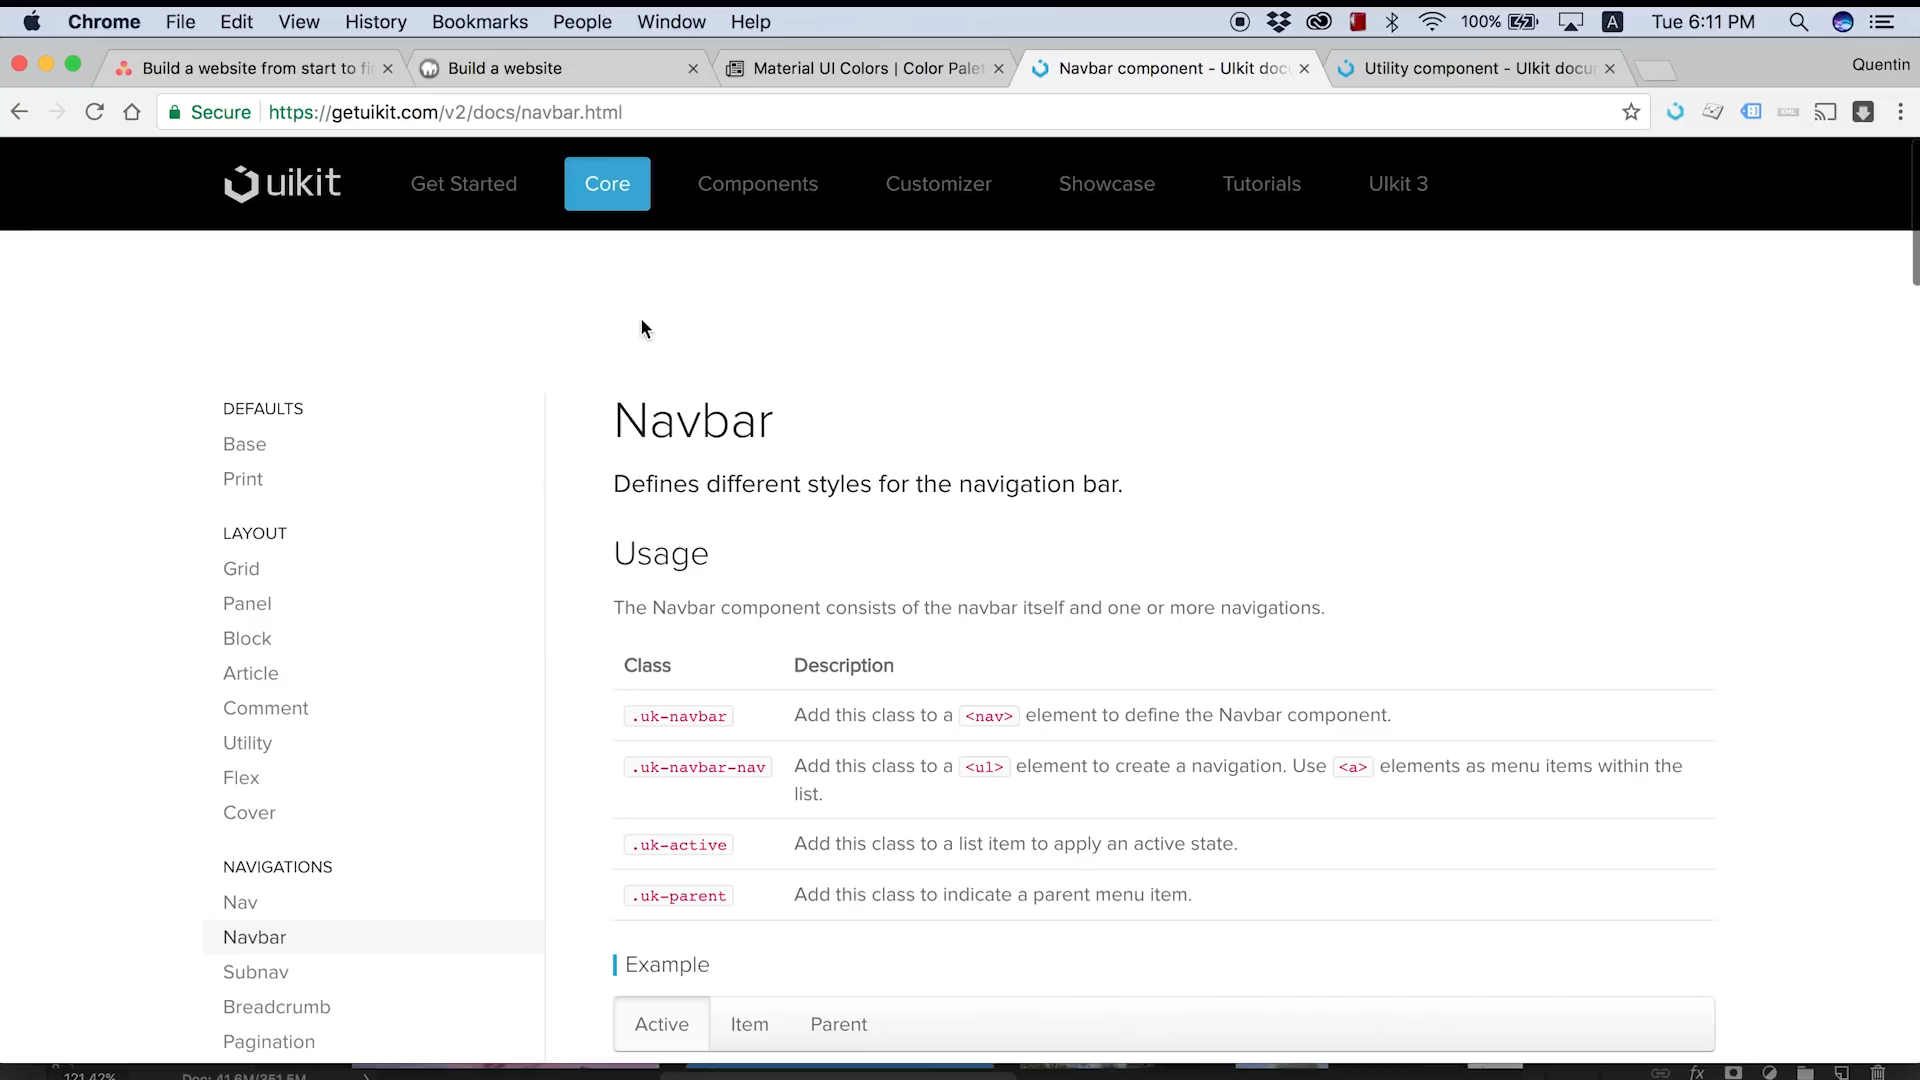 Chrome File Edit View History Bookmarks People Window Help 100% A Tue 6:11 PM
Build a website from start to fi Build a website Material UI Colors | Color Palet Navbar component - UIkit docu Utility component - UIkit docu Quentin
Secure https://getuikit.com/v2/docs/navbar.html
uikit Get Started Core Components Customizer Showcase Tutorials UIkit 3
DEFAULTS
Base
Print
LAYOUT
Grid
Panel
Block
Article
Comment
Utility
Flex
Cover
NAVIGATIONS
Nav
Navbar
Subnav
Breadcrumb
Pagination
Navbar
Defines different styles for the navigation bar.
Usage
The Navbar component consists of the navbar itself and one or more navigations.
Class Description
.uk-navbar Add this class to a <nav> element to define the Navbar component.
.uk-navbar-nav Add this class to a <ul> element to create a navigation. Use <a> elements as menu items within the
list.
.uk-active Add this class to a list item to apply an active state.
.uk-parent Add this class to indicate a parent menu item.
Example
Active Item Parent
121.42% Doc: 41.6M/351.5M fx